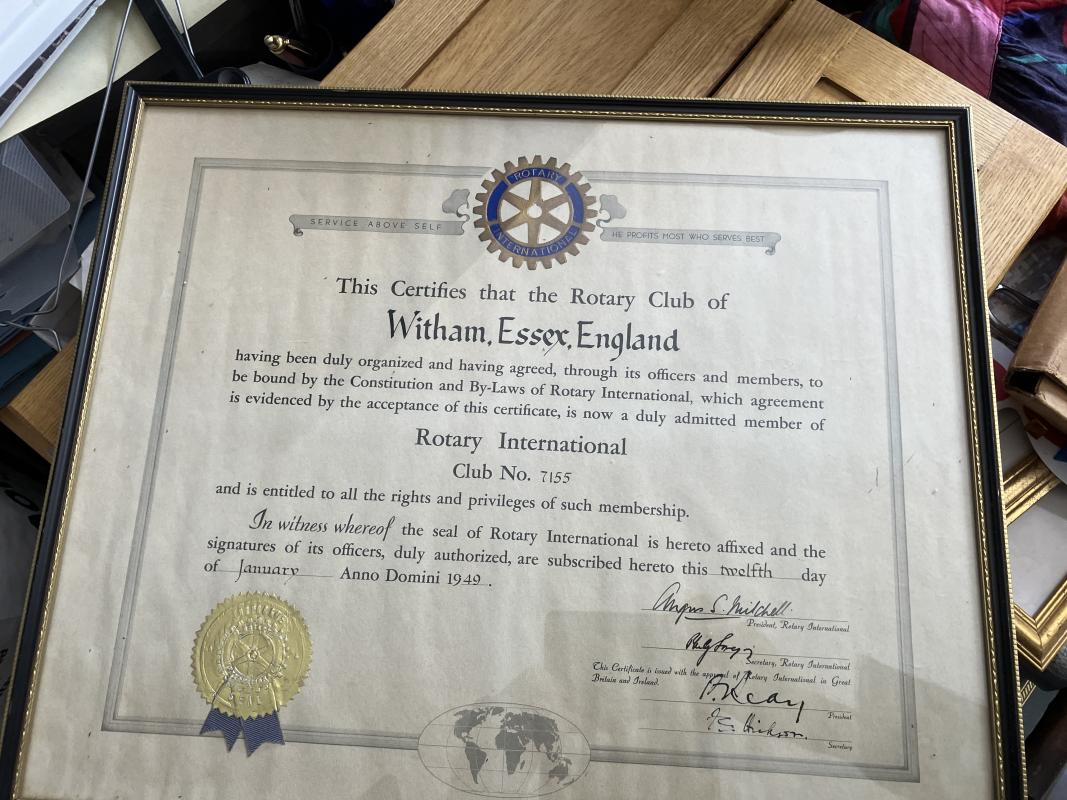 SERVICE ABOVE SELF
ROTARY
INTERNATIONAL
HE PROFITS MOST WHO SERVES BEST
This Certifies that the Rotary Club of
Witham, Essex, England
having been duly organized and having agreed, through its officers and members, to
be bound by the Constitution and By-Laws of Rotary International, which agreement
is evidenced by the acceptance of this certificate, is now a duly admitted member of
Rotary International
Club No. 7155
and is entitled to all the rights and privileges of such membership.
In witness whereof the seal of Rotary International is hereto affixed and the
signatures of its officers, duly authorized, are subscribed hereto this twelfth day
of January Anno Domini 1949.
Angus S. Mitchell
President, Rotary International
Secretary, Rotary International
This Certificate is issued with the approval of Rotary International in Great
Britain and Ireland.
President
Secretary